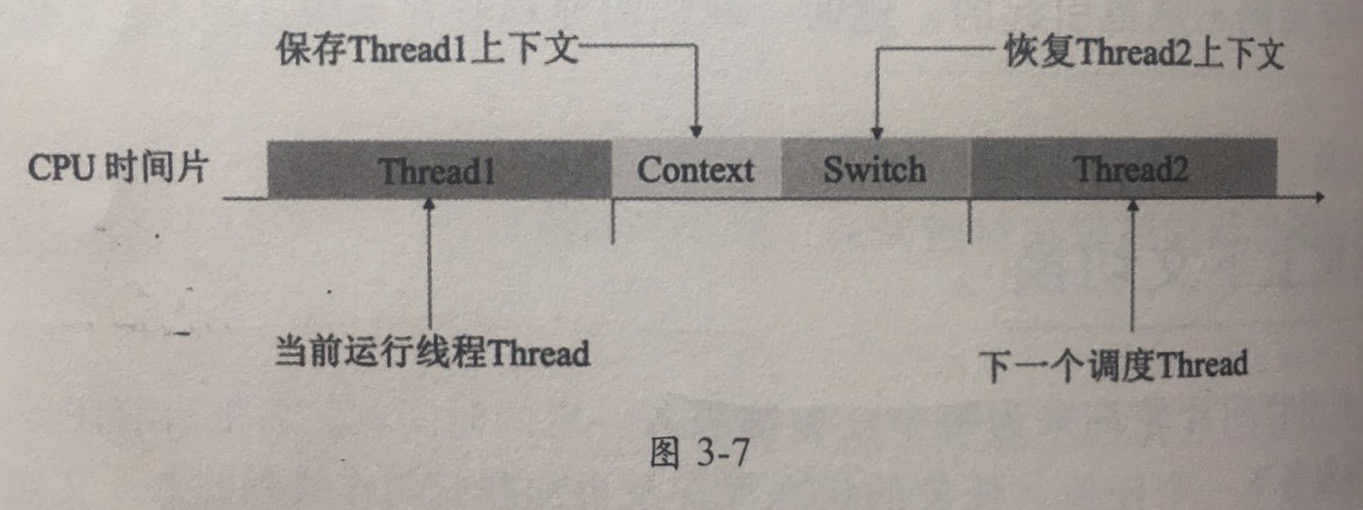 保存Thread1上下文
恢复Thread2上下文
CPU 时间片
Thread1
Context
Switch
Thread2
当前运行线程Thread
下一个调度Thread
图 3-7